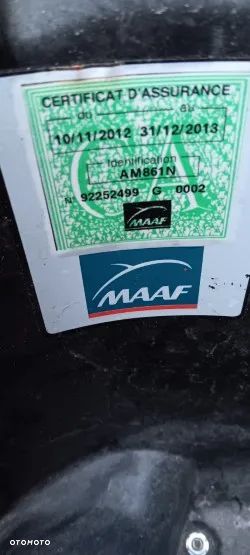 CERTIFICAT D'ASSURANCE
du au
10/11/2012 31/12/2013
Identification
AM861N
N° 92252499 G 0002
MAAF
MAAF
OTOMOTO